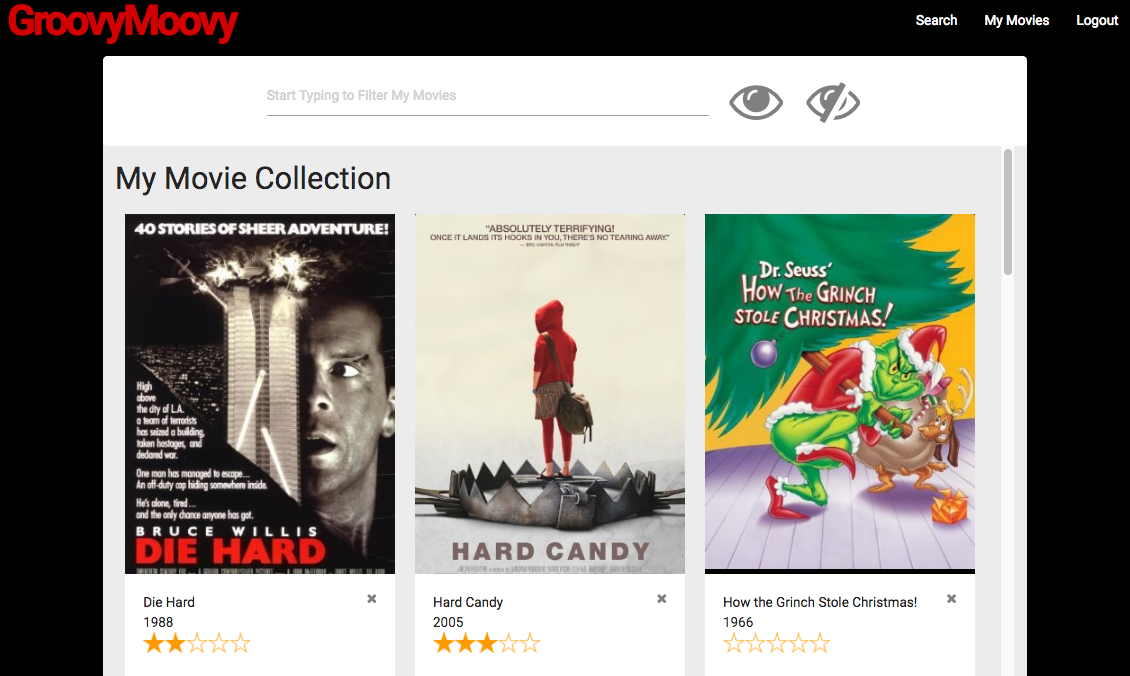 GroovyMoovy
Search
My Movies
Logout
Start Typing to Filter My Movies
My Movie Collection
40 STORIES OF SHEER ADVENTURE!
High
above
the city of L.A.
a team of terrorists
has seized a building,
taken hostages, and
declared war.
One man has managed to escape...
An off-duty cop hiding somewhere inside.
He's alone, tired...
and the only chance anyone has got.
BRUCE WILLIS
DIE HARD
"ABSOLUTELY TERRIFYING!
ONCE IT LANDS ITS HOOKS IN YOU, THERE'S NO TEARING AWAY."
HARD CANDY
Dr. Seuss'
HOW THE GRINCH
STOLE CHRISTMAS!
Die Hard
1988
Hard Candy
2005
How the Grinch Stole Christmas!
1966